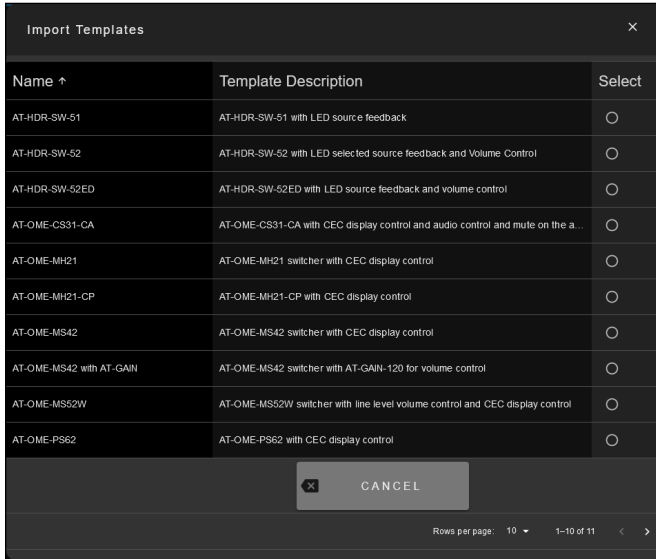 Import Templates
Name ↑ Template Description Select
AT-HDR-SW-51 AT-HDR-SW-51 with LED source feedback
AT-HDR-SW-52 AT-HDR-SW-52 with LED selected source feedback and Volume Control
AT-HDR-SW-52ED AT-HDR-SW-52ED with LED source feedback and volume control
AT-OME-CS31-CA AT-OME-CS31-CA with CEC display control and audio control and mute on the a...
AT-OME-MH21 AT-OME-MH21 switcher with CEC display control
AT-OME-MH21-CP AT-OME-MH21-CP with CEC display control
AT-OME-MS42 AT-OME-MS42 switcher with CEC display control
AT-OME-MS42 with AT-GAIN AT-OME-MS42 switcher with AT-GAIN-120 for volume control
AT-OME-MS52W AT-OME-MS52W switcher with line level volume control and CEC display control
AT-OME-PS62 AT-OME-PS62 with CEC display control
CANCEL
Rows per page: 10 1–10 of 11